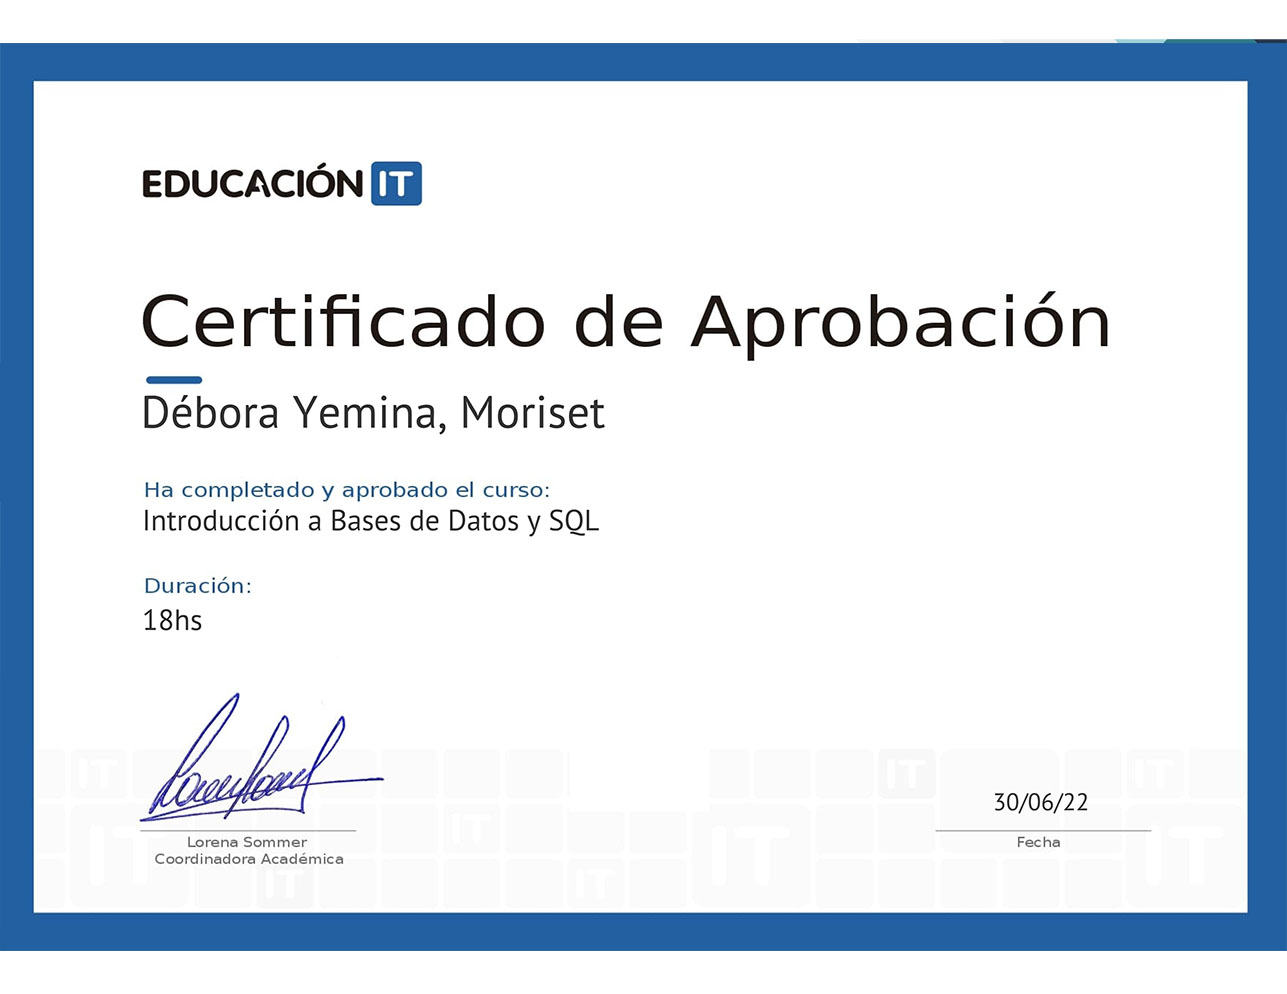 EDUCACIÓN IT
Certificado de Aprobación
Débora Yemina, Moriset
Ha completado y aprobado el curso:
Introducción a Bases de Datos y SQL
Duración:
18hs
30/06/22
Lorena Sommer
Coordinadora Académica
Fecha